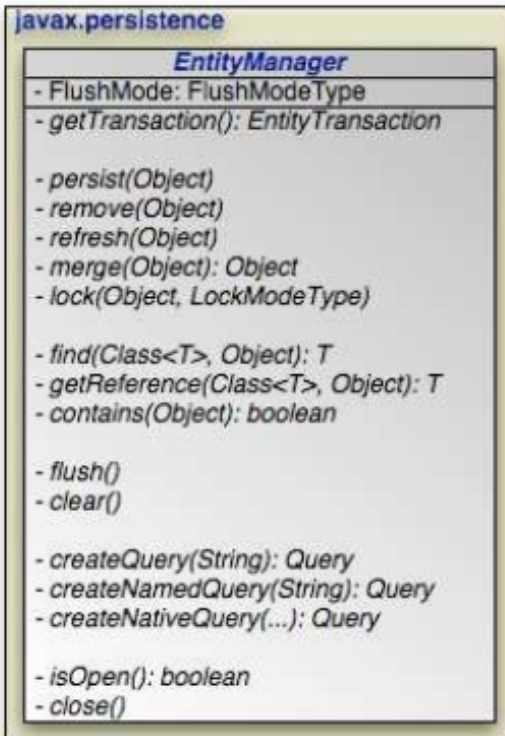 javax.persistence
EntityManager
- FlushMode: FlushModeType
- getTransaction(): EntityTransaction
- persist(Object)
- remove(Object)
- refresh(Object)
- merge(Object): Object
- lock(Object, LockModeType)
- find(Class<T>, Object): T
- getReference(Class<T>, Object): T
- contains(Object): boolean
- flush()
- clear()
- createQuery(String): Query
- createNamedQuery(String): Query
- createNativeQuery(...): Query
- isOpen(): boolean
- close()